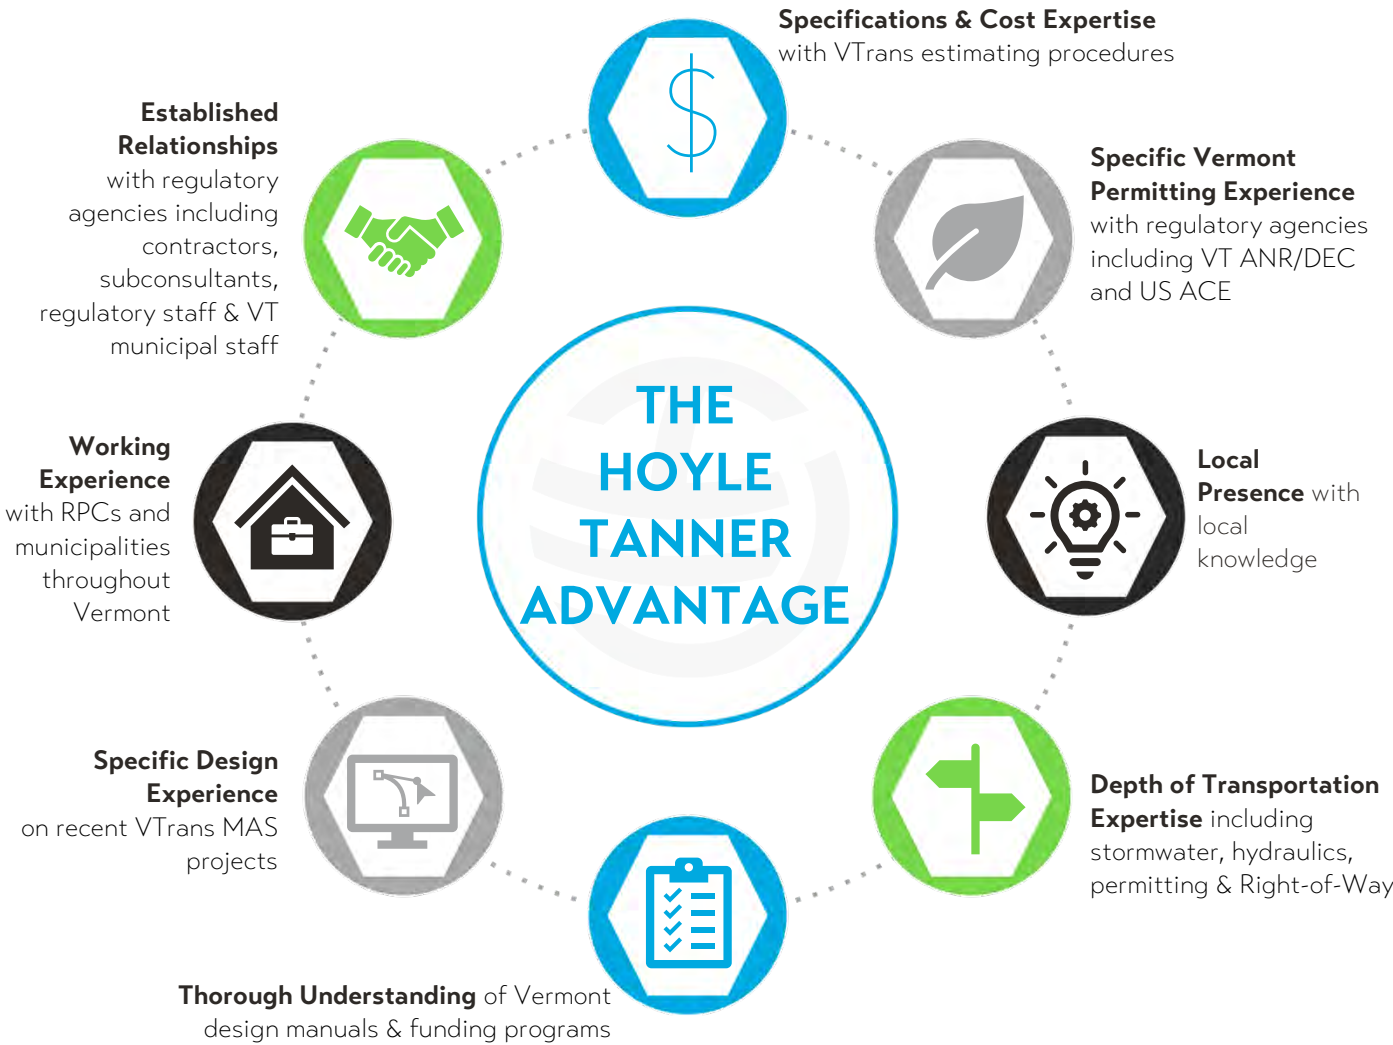 Specifications & Cost Expertise
with VTrans estimating procedures
Specific Vermont
Permitting Experience
with regulatory agencies
including VT ANR/DEC
and US ACE
Local
Presence with
local
knowledge
Depth of Transportation
Expertise including
stormwater, hydraulics,
permitting & Right-of-Way
Thorough Understanding of Vermont
design manuals & funding programs
Specific Design
Experience
on recent VTrans MAS
projects
Working
Experience
with RPCs and
municipalities
throughout
Vermont
Established
Relationships
with regulatory
agencies including
contractors,
subconsultants,
regulatory staff & VT
municipal staff
THE
HOYLE
TANNER
ADVANTAGE